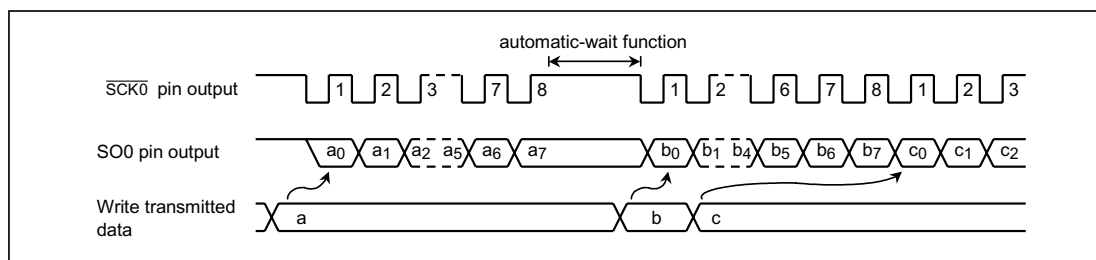 automatic-wait function
SCK0 pin output 1 2 3 7 8 1 2 6 7 8 1 2 3
SO0 pin output a0 a1 a2 a5 a6 a7 b0 b1 b4 b5 b6 b7 c0 c1 c2
Write transmitted
data
a b c